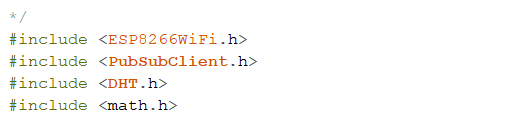 */
#include <ESP8266WiFi.h>
#include <PubSubClient.h>
#include <DHT.h>
#include <math.h>